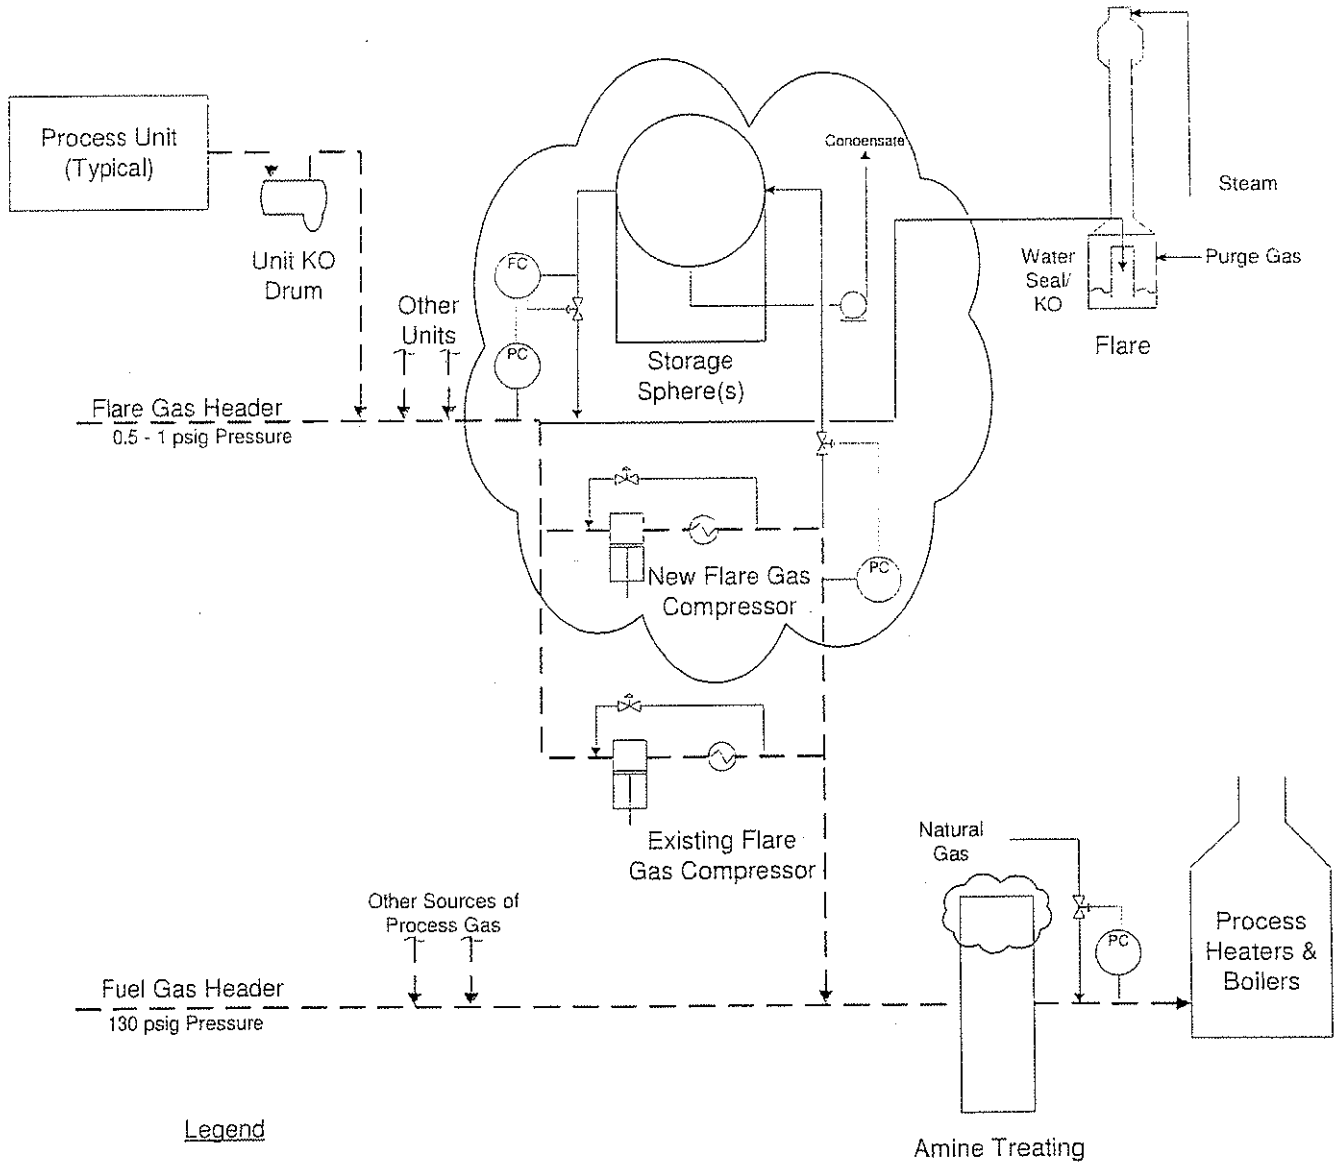 Process Unit
(Typical)
Unit KO
Drum
Other
Units
Flare Gas Header
0.5 - 1 psig Pressure
FC
PC
Storage
Sphere(s)
Condensate
Steam
Water
Seal/
KO
Purge Gas
Flare
New Flare Gas
Compressor
PC
Existing Flare
Gas Compressor
Other Sources of
Process Gas
Fuel Gas Header
130 psig Pressure
Natural
Gas
PC
Process
Heaters &
Boilers
Amine Treating
Legend